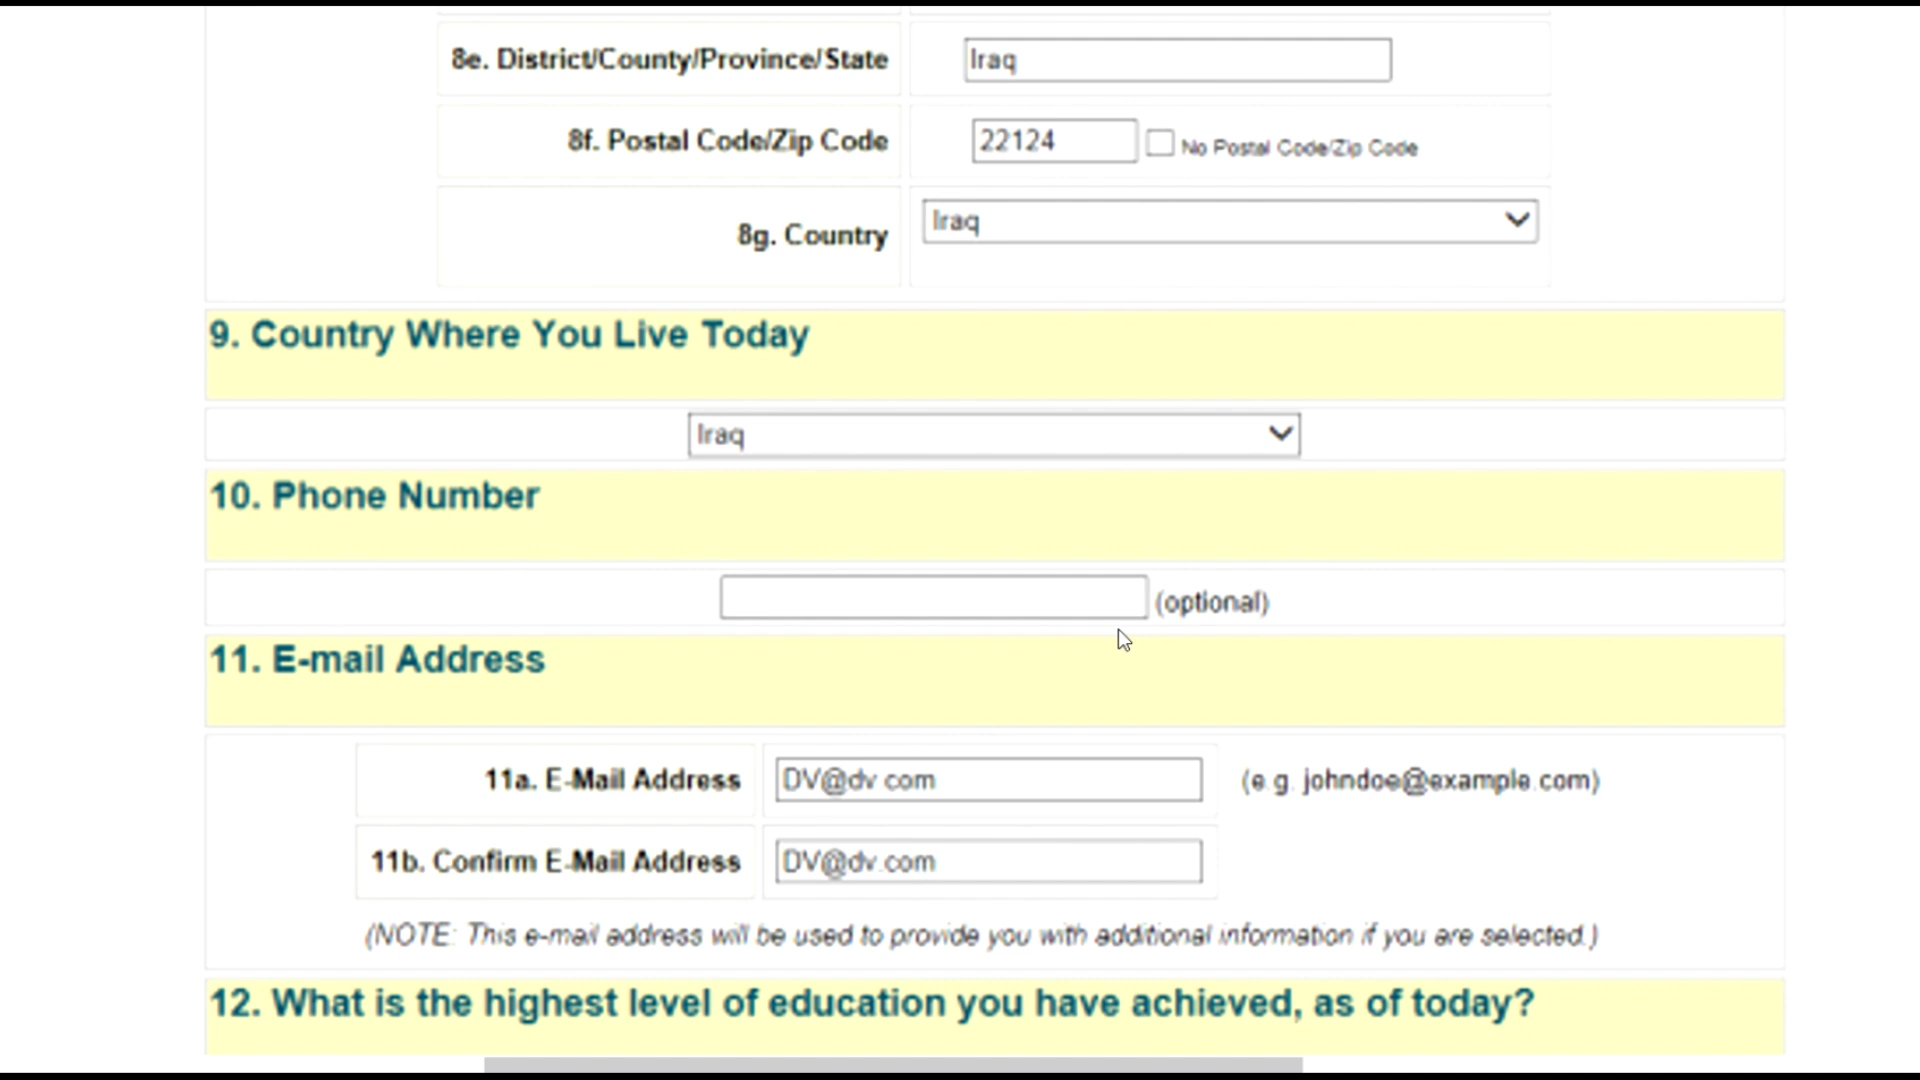 8e. District/County/Province/State Iraq
8f. Postal Code/Zip Code 22124 No Postal Code/Zip Code
8g. Country Iraq
9. Country Where You Live Today
Iraq
10. Phone Number
(optional)
11. E-mail Address
11a. E-Mail Address DV@dv.com (e.g. johndoe@example.com)
11b. Confirm E-Mail Address DV@dv.com
(NOTE: This e-mail address will be used to provide you with additional information if you are selected.)
12. What is the highest level of education you have achieved, as of today?